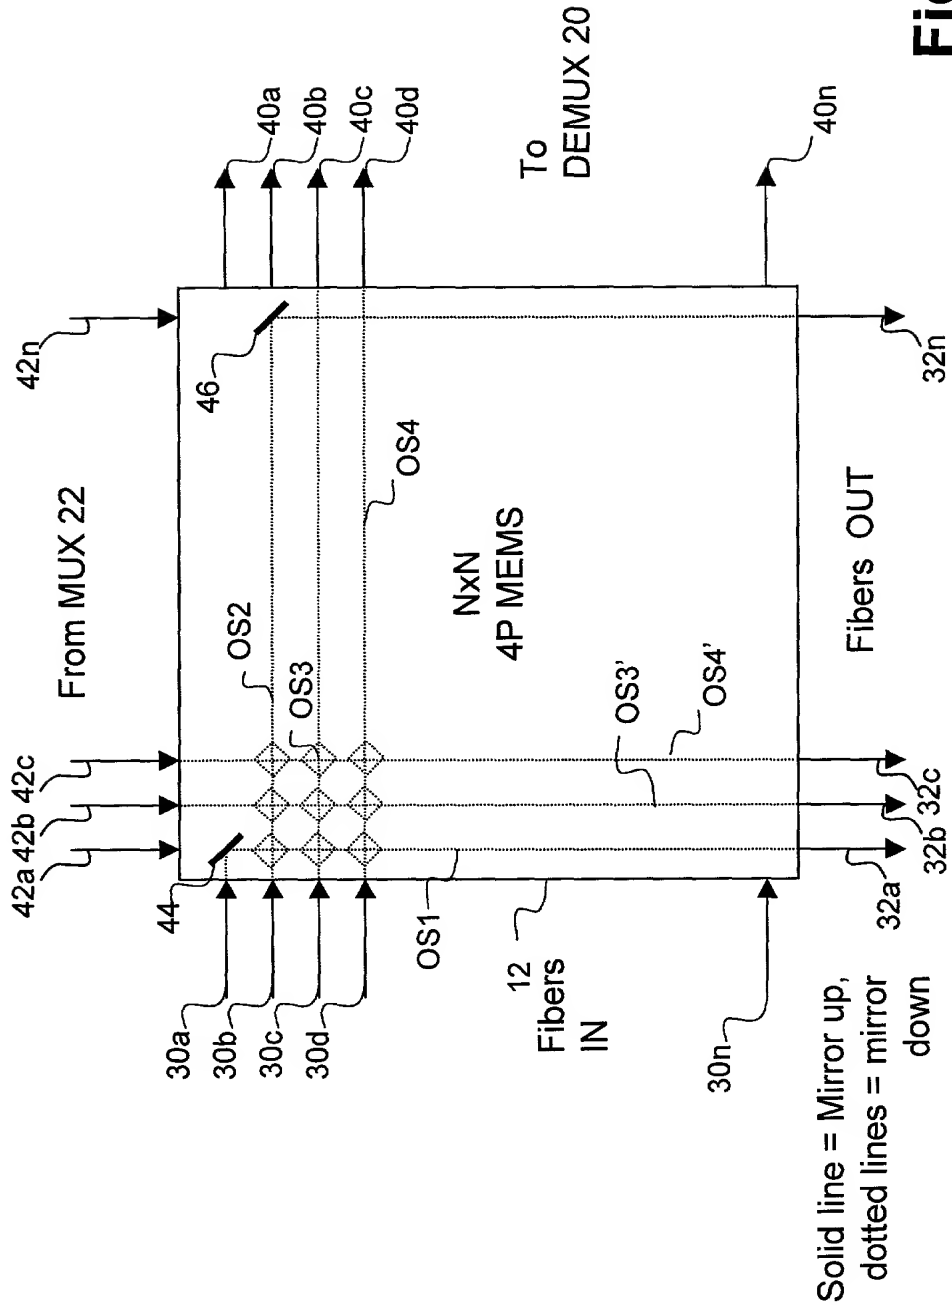 Fig
From MUX 22
42a
42b
42c
42n
44
46
30a
30b
30c
30d
30n
40a
40b
40c
40d
40n
OS2
OS3
OS4
OS1
OS3'
OS4'
NxN
4P MEMS
12
Fibers
IN
To
DEMUX 20
32a
32b
32c
32n
Fibers OUT
Solid line = Mirror up,
dotted lines = mirror
down